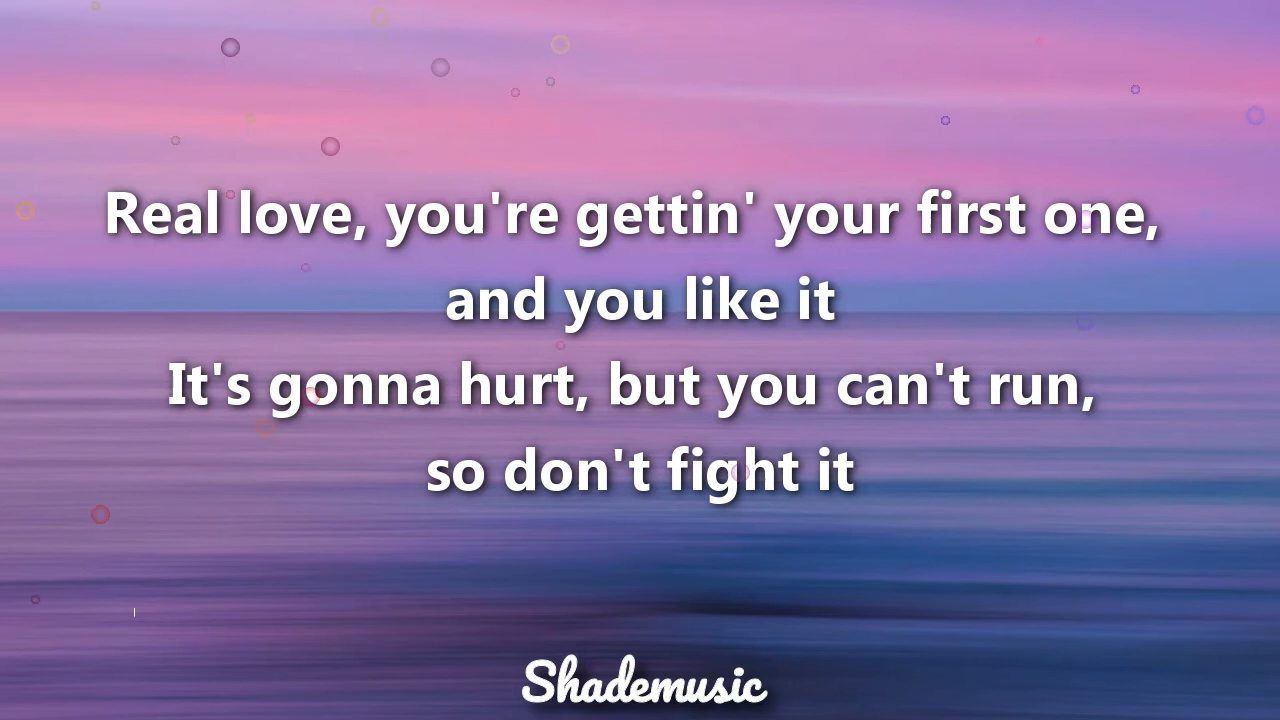 Real love, you're gettin' your first one,
and you like it
It's gonna hurt, but you can't run,
so don't fight it
Shademusic